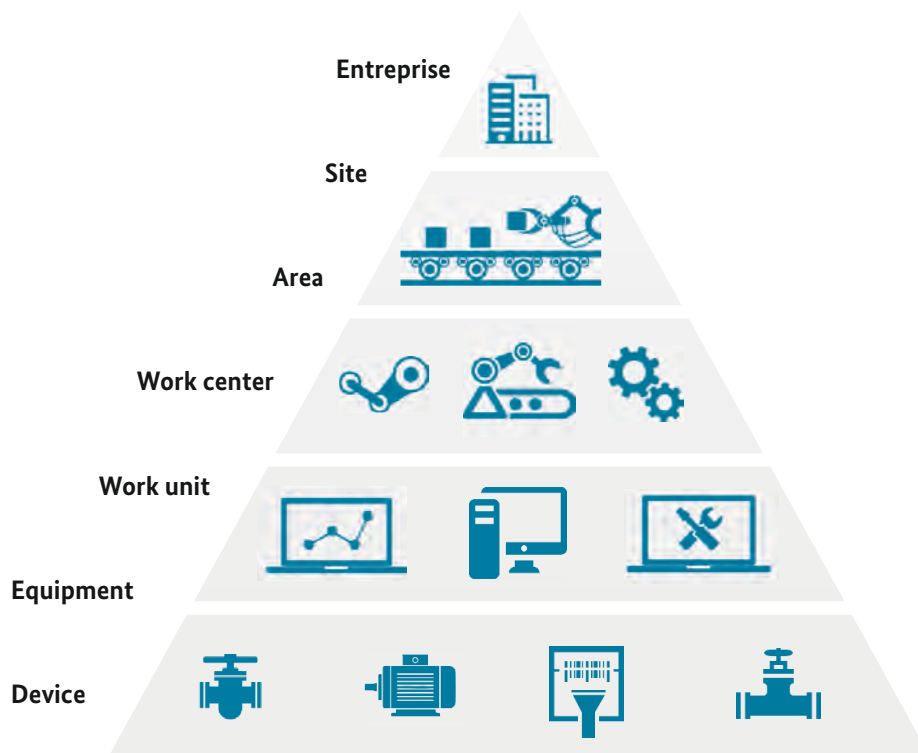 Entreprise
Site
Area
Work center
Work unit
Equipment
Device